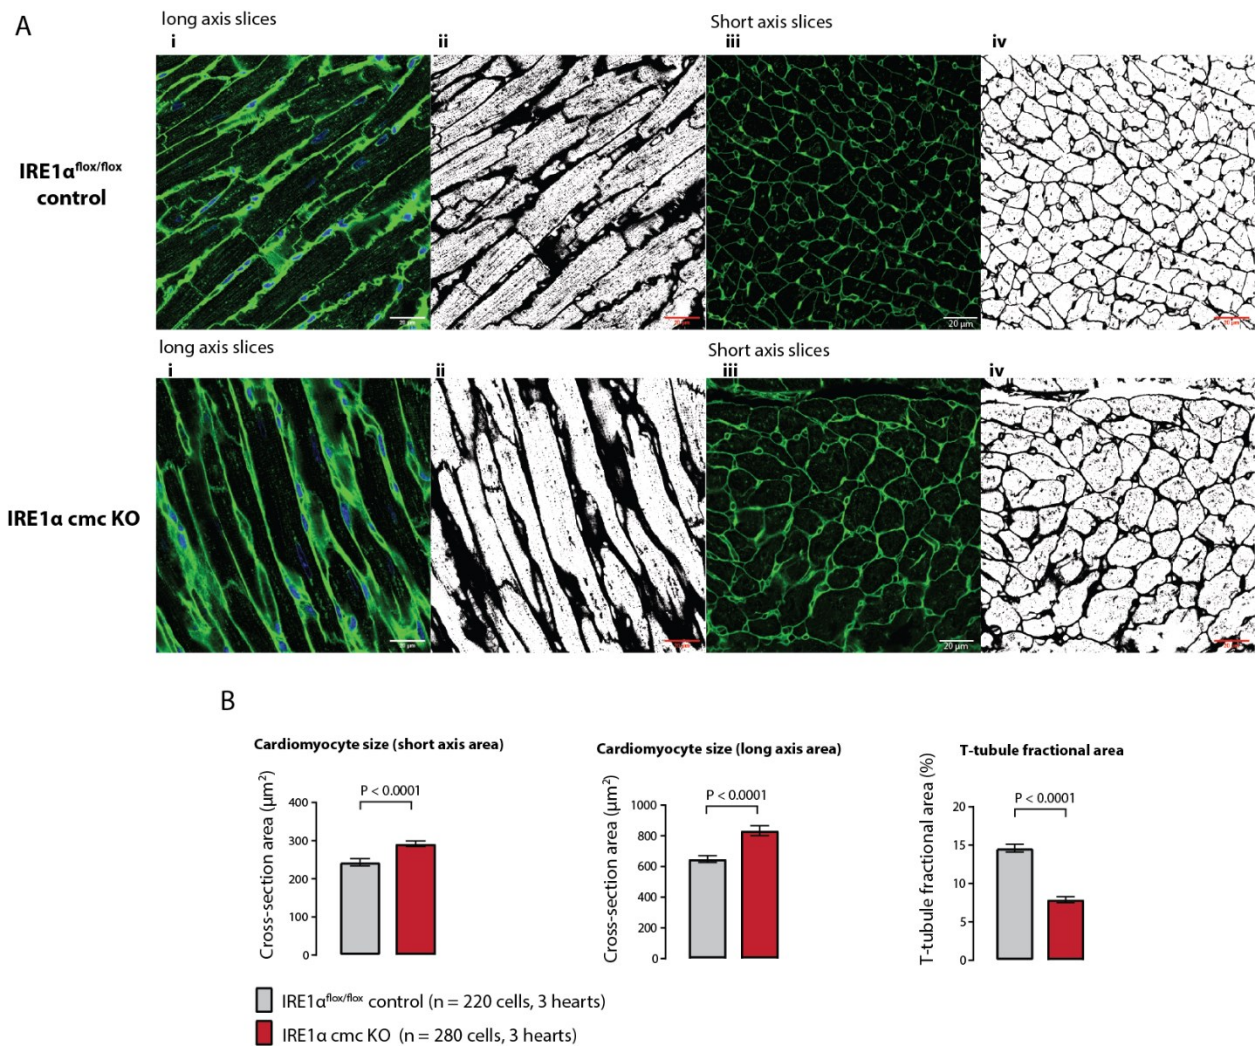 A
long axis slices
Short axis slices
i
ii
iii
iv
IRE1α^flox/flox
control
20 µm
long axis slices
Short axis slices
i
ii
iii
iv
IRE1α cmc KO
20 µm
B
Cardiomyocyte size (short axis area)
Cross-section area (µm²)
P < 0.0001
400
300
200
100
0
Cardiomyocyte size (long axis area)
Cross-section area (µm²)
P < 0.0001
1000
800
600
400
200
0
T-tubule fractional area
T-tubule fractional area (%)
P < 0.0001
20
15
10
5
0
IRE1α^flox/flox control (n = 220 cells, 3 hearts)
IRE1α cmc KO (n = 280 cells, 3 hearts)